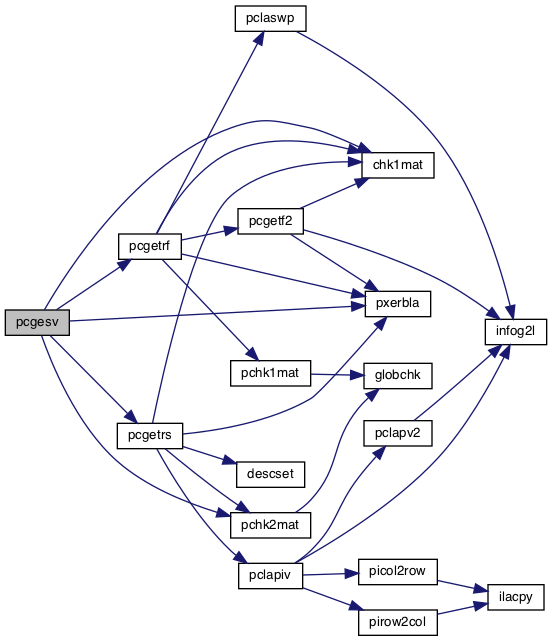 pclaswp
chk1mat
pcgetf2
pcgetrf
pxerbla
pcgesv
infog2l
pchk1mat
globchk
pcgetrs
pclapv2
descset
pchk2mat
pclapiv
picol2row
ilacpy
pirow2col